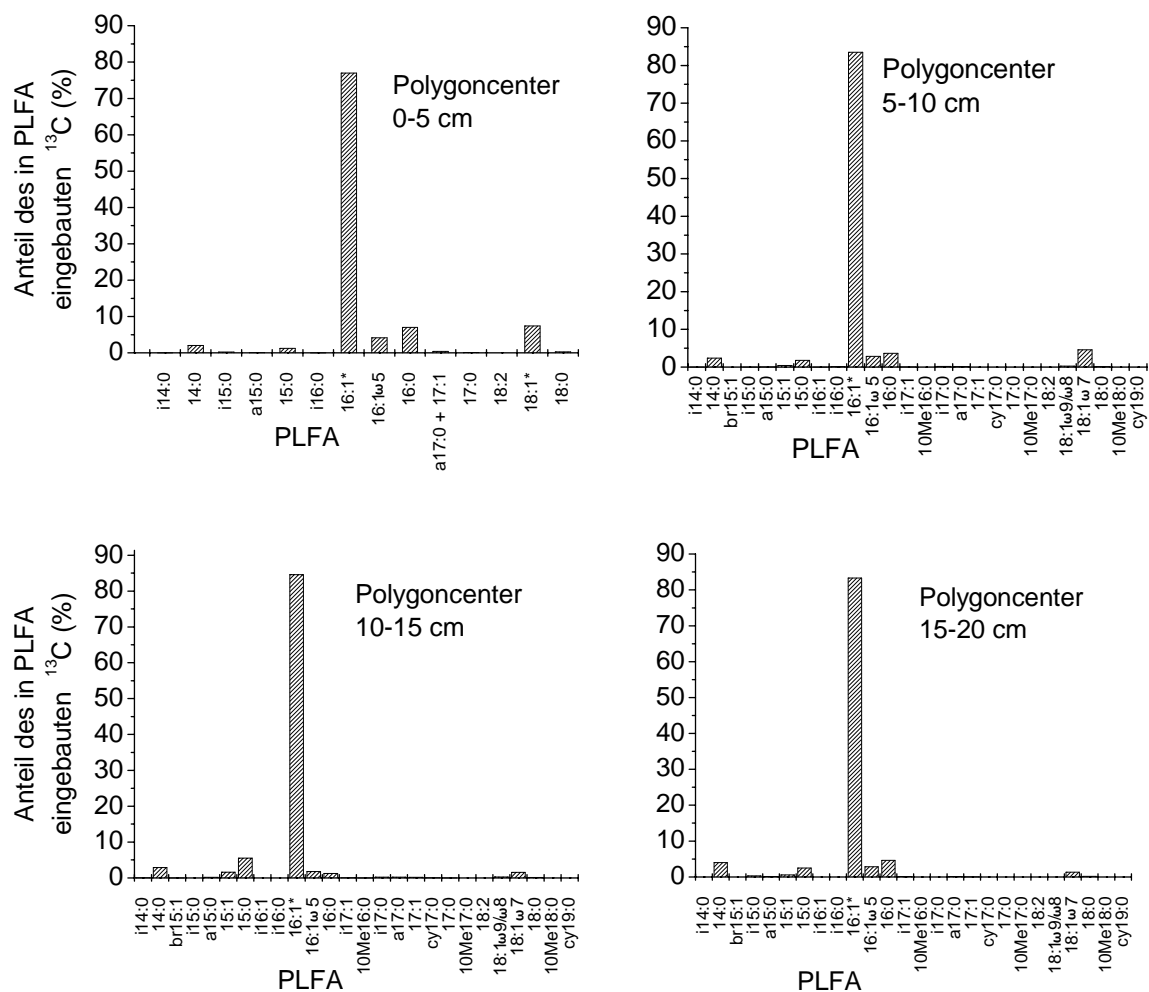 90
80
70
60
50
40
30
20
10
0
Anteil des in PLFA
eingebauten ¹³C (%)
Polygoncenter
0-5 cm
i14:0
14:0
i15:0
a15:0
15:0
i16:0
16:1*
16:1ω5
16:0
a17:0 + 17:1
17:0
18:2
18:1*
18:0
PLFA
90
80
70
60
50
40
30
20
10
0
Polygoncenter
5-10 cm
i14:0
14:0
br15:1
i15:0
a15:0
15:1
15:0
i16:1
i16:0
16:1*
16:1ω5
16:0
i17:1
10Me16:0
i17:0
a17:0
17:1
cy17:0
17:0
10Me17:0
18:2
18:1ω9/ω8
18:1ω7
18:0
10Me18:0
cy19:0
PLFA
90
80
70
60
50
40
30
20
10
0
Anteil des in PLFA
eingebauten ¹³C (%)
Polygoncenter
10-15 cm
i14:0
14:0
br15:1
i15:0
a15:0
15:1
15:0
i16:1
i16:0
16:1*
16:1ω5
16:0
i17:1
10Me16:0
i17:0
a17:0
17:1
cy17:0
17:0
10Me17:0
18:2
18:1ω9/ω8
18:1ω7
18:0
10Me18:0
cy19:0
PLFA
90
80
70
60
50
40
30
20
10
0
Polygoncenter
15-20 cm
i14:0
14:0
br15:1
i15:0
a15:0
15:1
15:0
i16:1
i16:0
16:1*
16:1ω5
16:0
i17:1
10Me16:0
i17:0
a17:0
17:1
cy17:0
17:0
10Me17:0
18:2
18:1ω9/ω8
18:1ω7
18:0
10Me18:0
cy19:0
PLFA